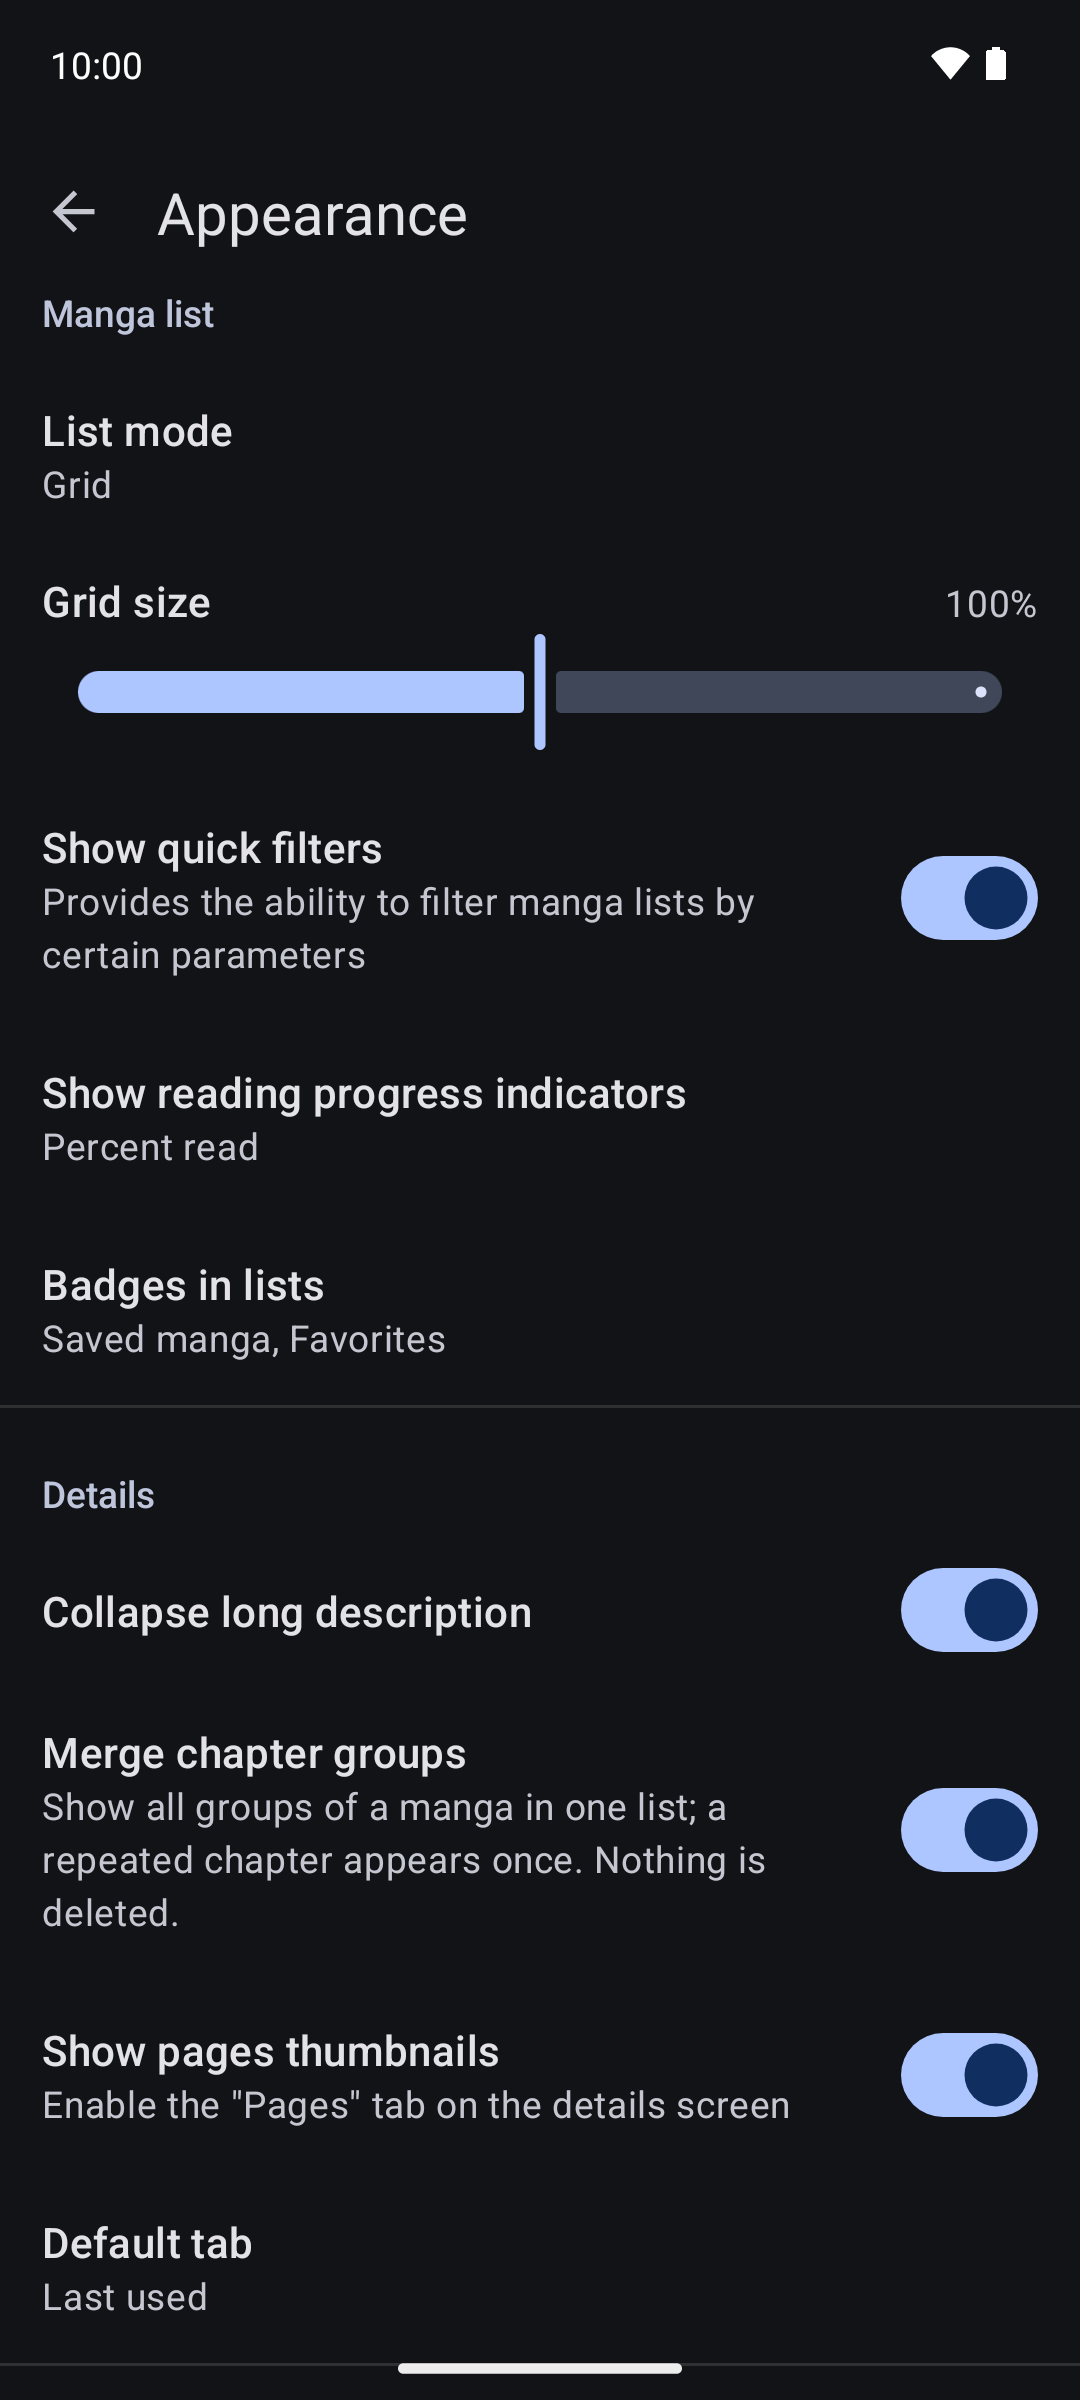 10:00
Appearance
Manga list
List mode
Grid
Grid size
100%
Show quick filters
Provides the ability to filter manga lists by
certain parameters
Show reading progress indicators
Percent read
Badges in lists
Saved manga, Favorites
Details
Collapse long description
Merge chapter groups
Show all groups of a manga in one list; a
repeated chapter appears once. Nothing is
deleted.
Show pages thumbnails
Enable the "Pages" tab on the details screen
Default tab
Last used